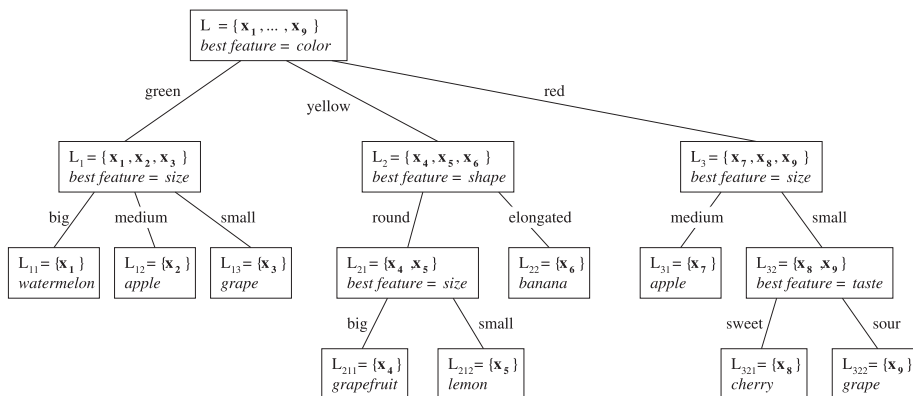 L = { x1 , ... , x9 }
best feature = color
green
yellow
red
L1 = { x1 , x2 , x3 }
best feature = size
L2 = { x4 , x5 , x6 }
best feature = shape
L3 = { x7 , x8 , x9 }
best feature = size
big
medium
small
round
elongated
medium
small
L11 = {x1}
watermelon
L12 = {x2}
apple
L13 = {x3}
grape
L21 = {x4 ,x5}
best feature = size
L22 = {x6}
banana
L31 = {x7}
apple
L32 = {x8 ,x9}
best feature = taste
big
small
sweet
sour
L211 = {x4}
grapefruit
L212 = {x5}
lemon
L321 = {x8}
cherry
L322 = {x9}
grape